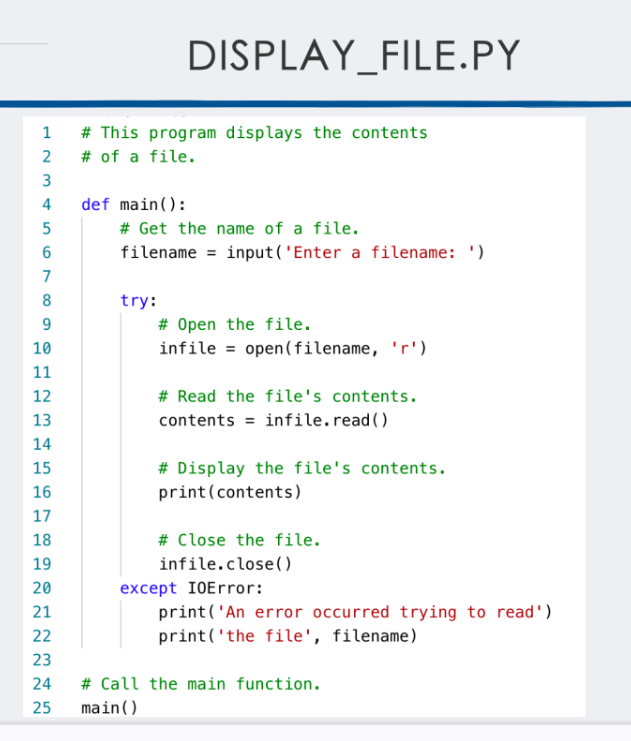 DISPLAY_FILE.PY
1 # This program displays the contents
2 # of a file.
3
4 def main():
5     # Get the name of a file.
6     filename = input('Enter a filename: ')
7
8     try:
9         # Open the file.
10         infile = open(filename, 'r')
11
12         # Read the file's contents.
13         contents = infile.read()
14
15         # Display the file's contents.
16         print(contents)
17
18         # Close the file.
19         infile.close()
20     except IOError:
21         print('An error occurred trying to read')
22         print('the file', filename)
23
24 # Call the main function.
25 main()